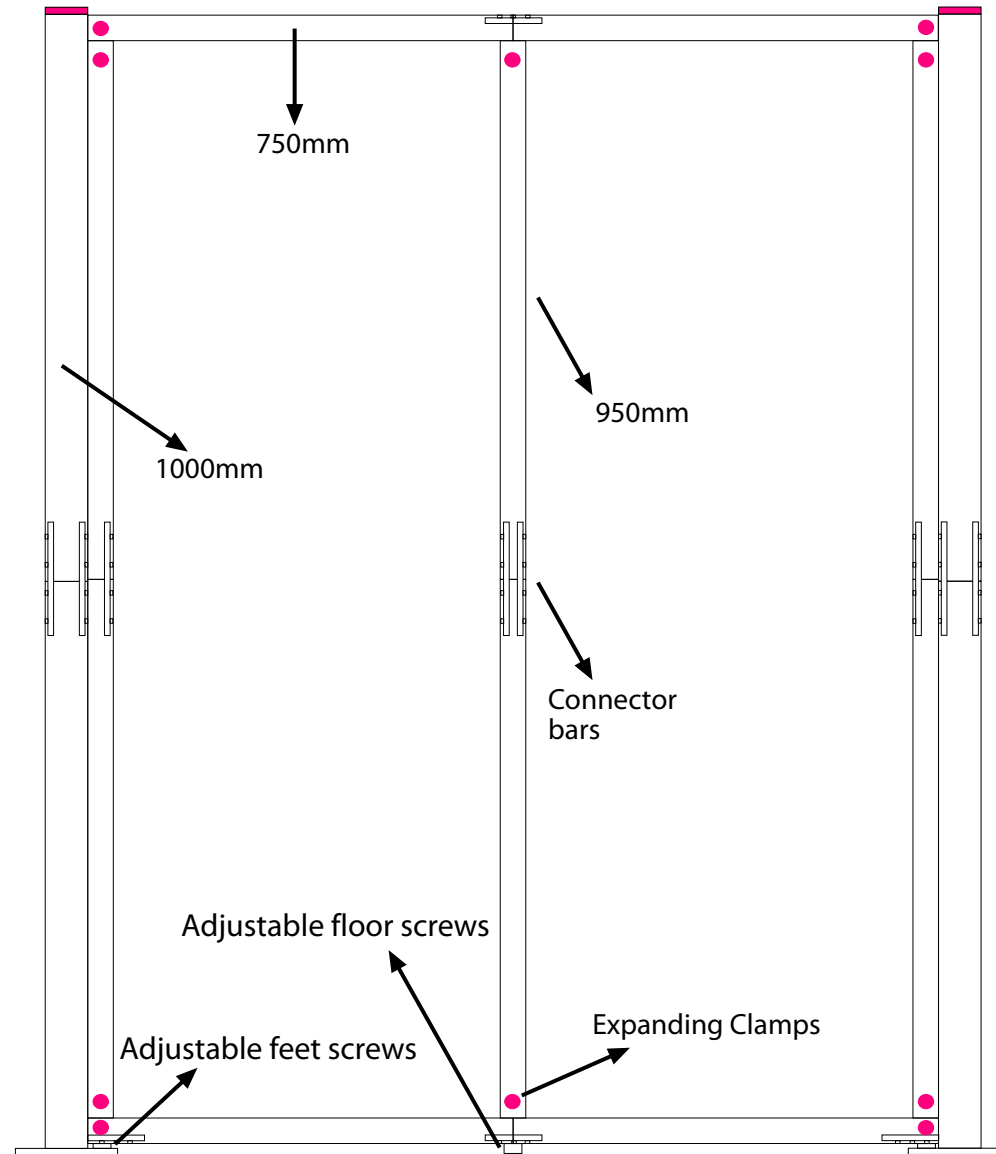 750mm
950mm
1000mm
Connector
bars
Adjustable floor screws
Expanding Clamps
Adjustable feet screws